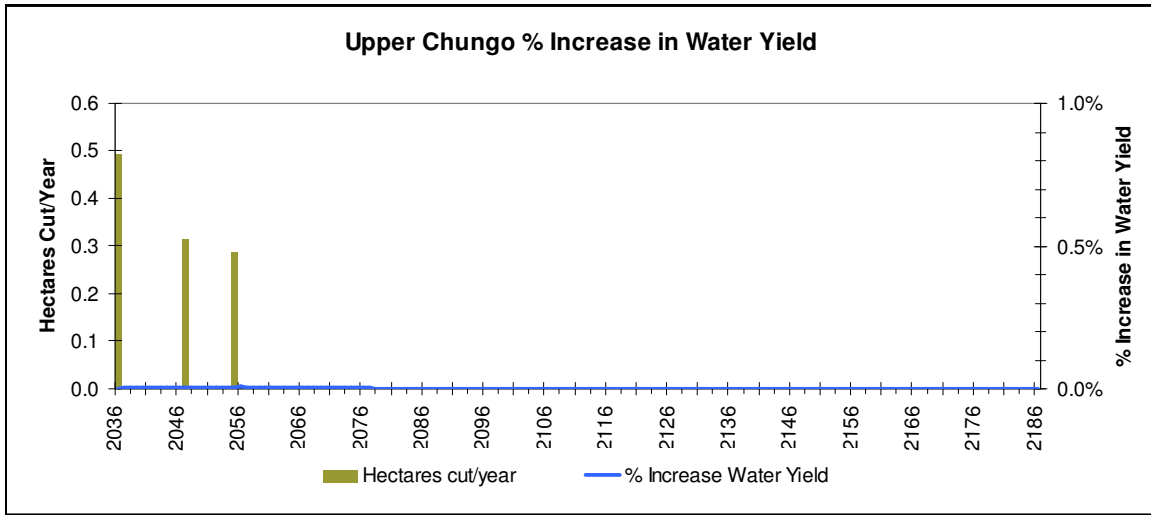 Upper Chungo % Increase in Water Yield
Hectares Cut/Year
0.6
0.5
0.4
0.3
0.2
0.1
0.0
1.0%
0.5%
0.0%
% Increase in Water Yield
2036 2046 2056 2066 2076 2086 2096 2106 2116 2126 2136 2146 2156 2166 2176 2186
Hectares cut/year % Increase Water Yield